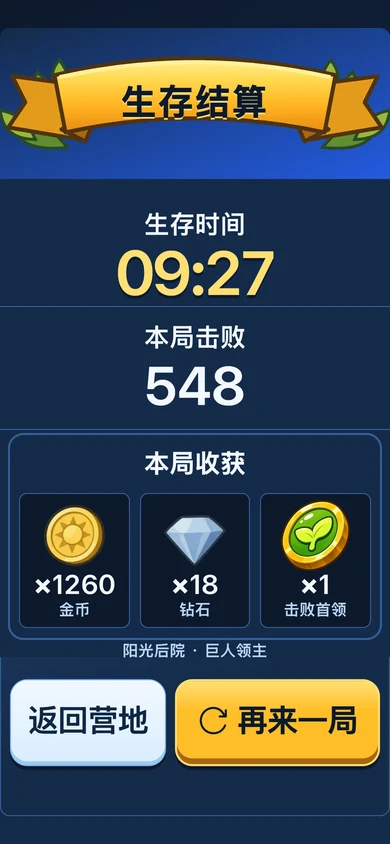 生存结算
生存时间
09:27
本局击败
548
本局收获
×1260
金币
×18
钻石
×1
击败首领
阳光后院 · 巨人领主
返回营地
再来一局